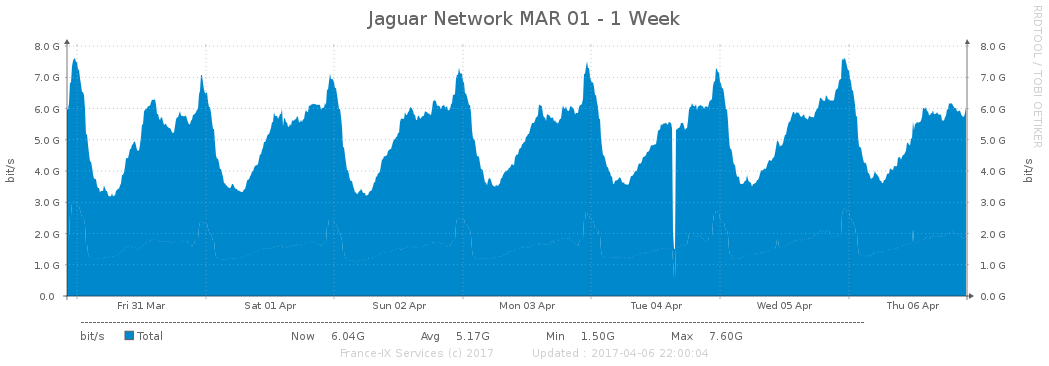 Jaguar Network MAR 01 - 1 Week
RRDTOOL / TOBI OETIKER
8.0 G 8.0 G
7.0 G 7.0 G
6.0 G 6.0 G
5.0 G 5.0 G
4.0 G 4.0 G
3.0 G 3.0 G
2.0 G 2.0 G
1.0 G 1.0 G
0.0 0.0 G
bit/s bit/s
Fri 31 Mar Sat 01 Apr Sun 02 Apr Mon 03 Apr Tue 04 Apr Wed 05 Apr Thu 06 Apr
bit/s Total Now 6.04G Avg 5.17G Min 1.50G Max 7.60G
France-IX Services (c) 2017 Updated : 2017-04-06 22:00:04